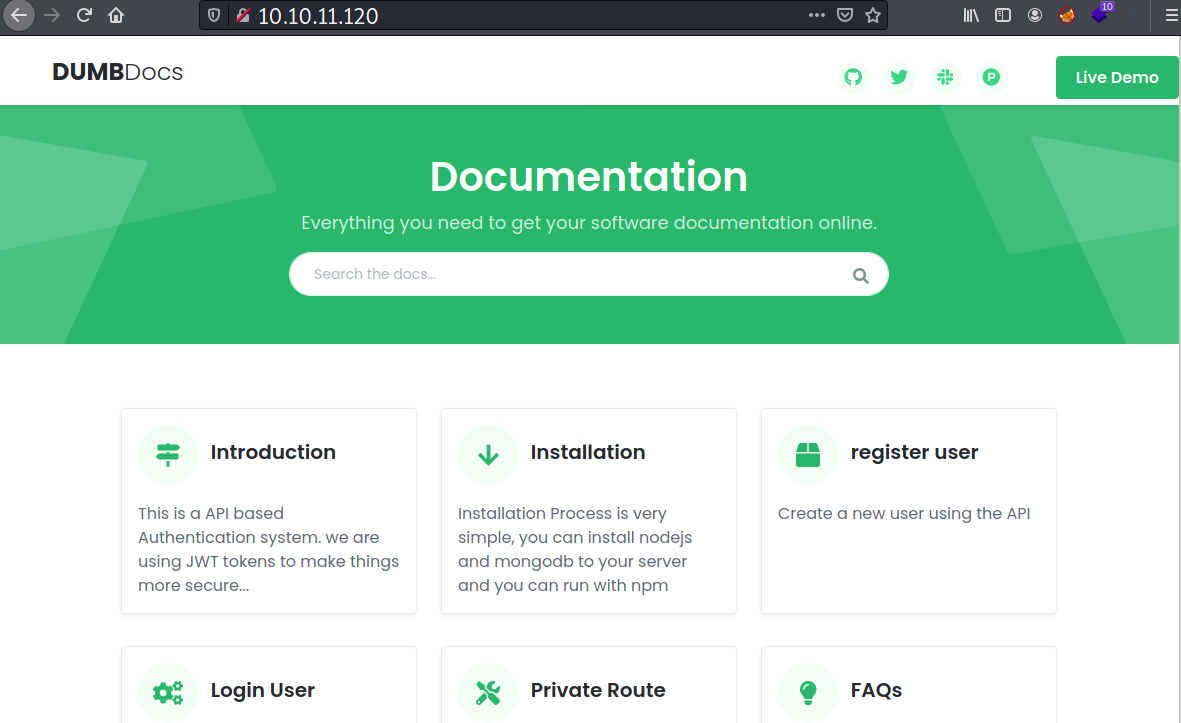 10.10.11.120
10
DUMBDocs
Live Demo
Documentation
Everything you need to get your software documentation online.
Search the docs...
Introduction
This is a API based
Authentication system. we are
using JWT tokens to make things
more secure...
Installation
Installation Process is very
simple, you can install nodejs
and mongodb to your server
and you can run with npm
register user
Create a new user using the API
Login User
Private Route
FAQs